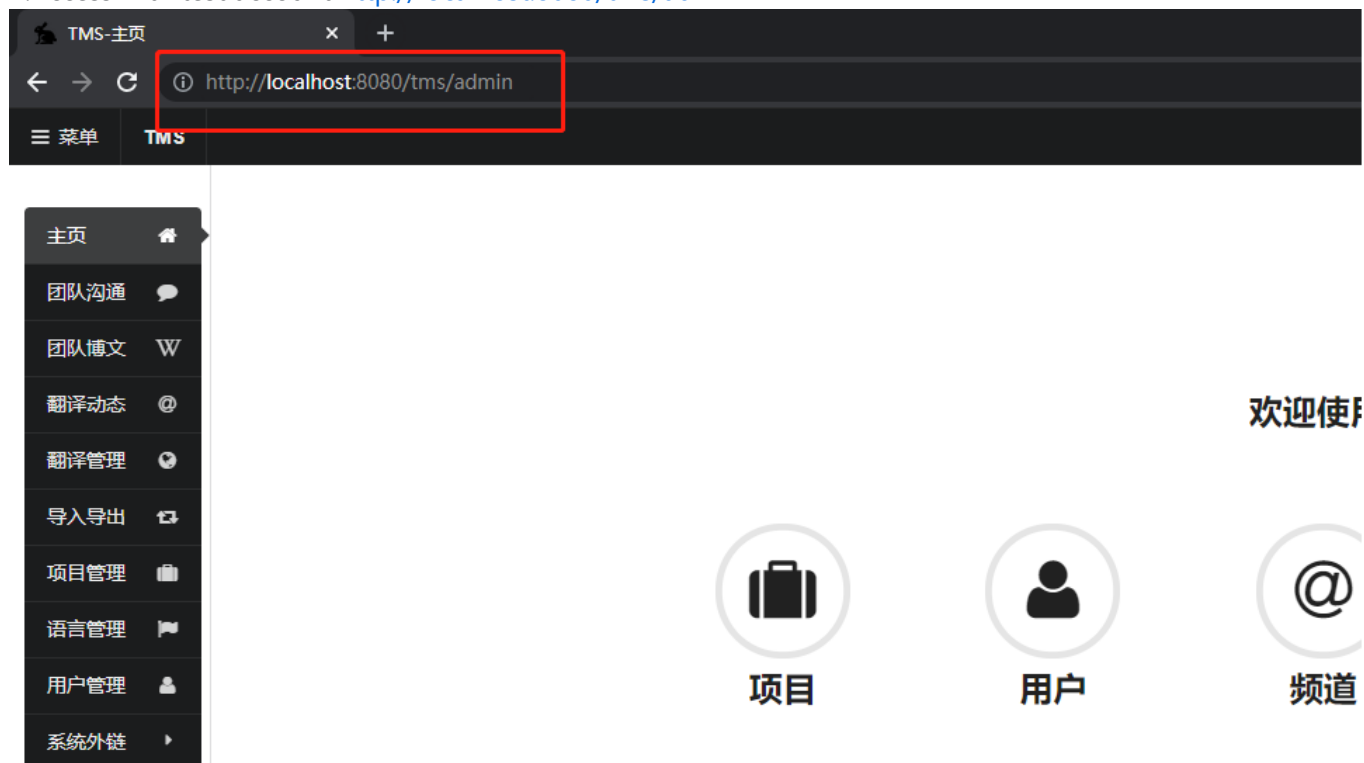 TMS-主页
http://localhost:8080/tms/admin
菜单 TMS
主页
团队沟通
团队博文
翻译动态
翻译管理
导入导出
项目管理
语言管理
用户管理
系统外链
欢迎使
项目 用户 频道